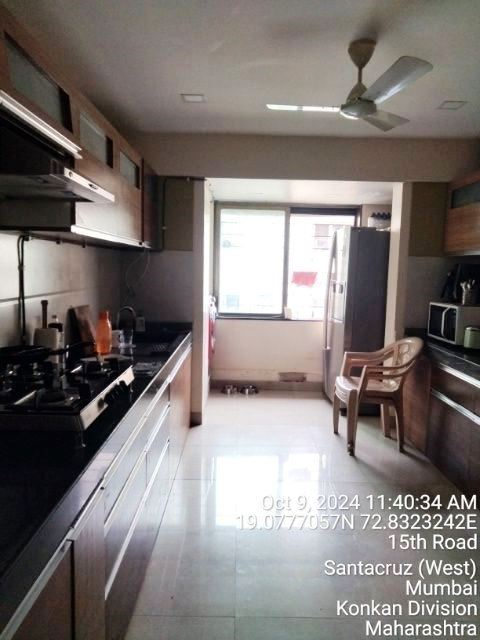 Oct 9, 2024 11:40:34 AM
19.0777057N 72.8323242E
15th Road
Santacruz (West)
Mumbai
Konkan Division
Maharashtra